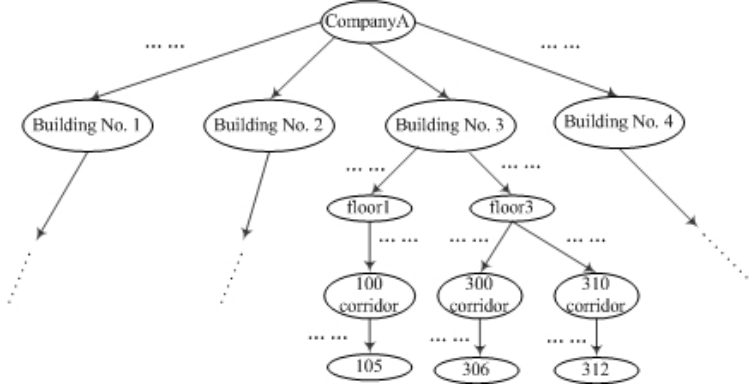 CompanyA
... ...
... ...
Building No. 1
Building No. 2
Building No. 3
Building No. 4
... ...
... ...
floor1
floor3
... ...
... ...
... ...
100
corridor
300
corridor
310
corridor
... ...
... ...
... ...
105
306
312